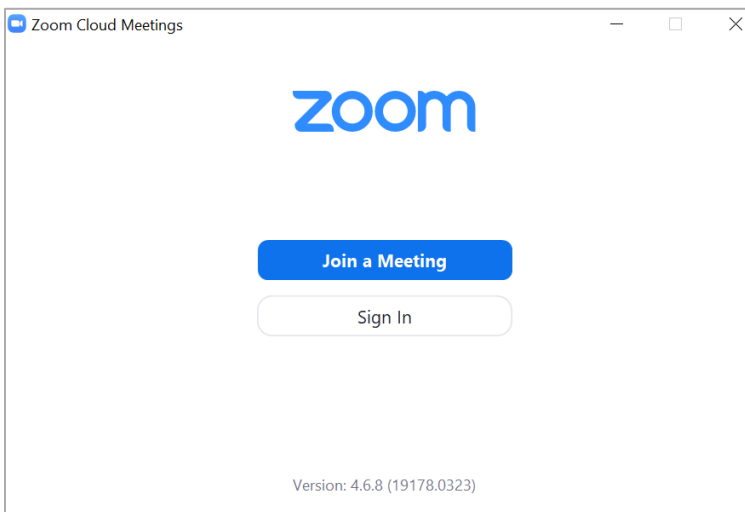 Zoom Cloud Meetings
zoom
Join a Meeting
Sign In
Version: 4.6.8 (19178.0323)